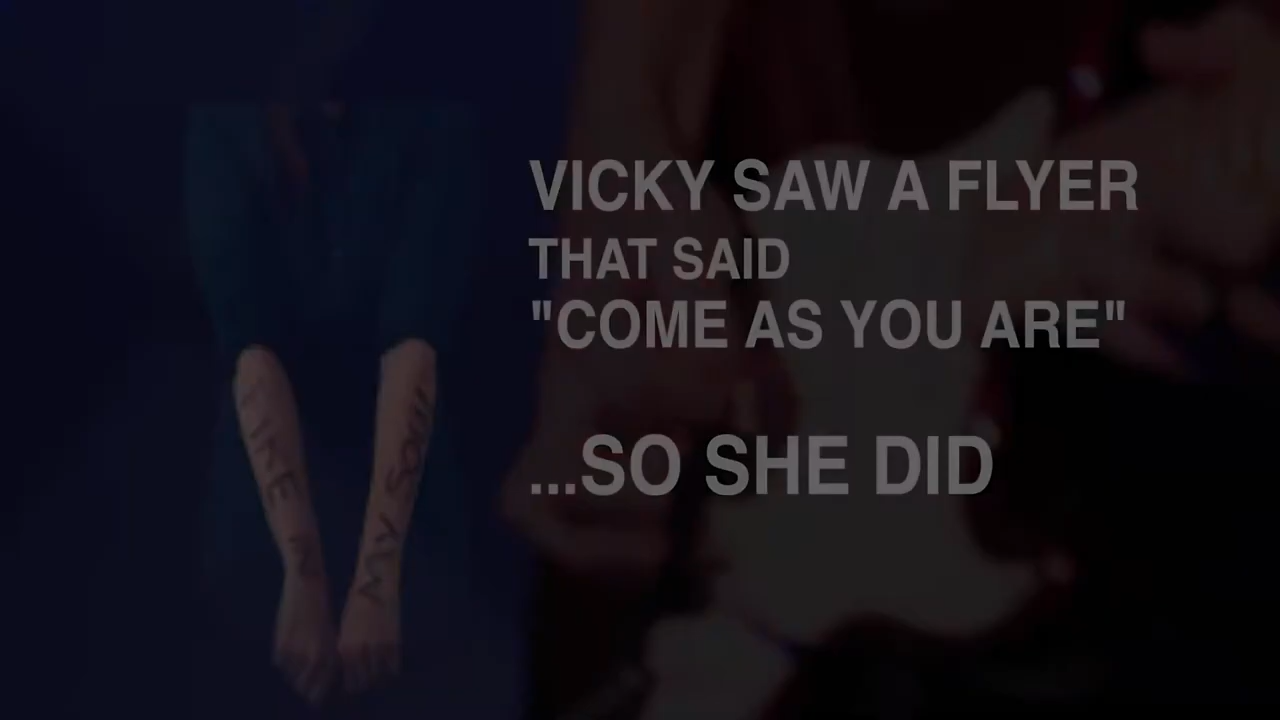 VICKY SAW A FLYER
THAT SAID
"COME AS YOU ARE"
...SO SHE DID